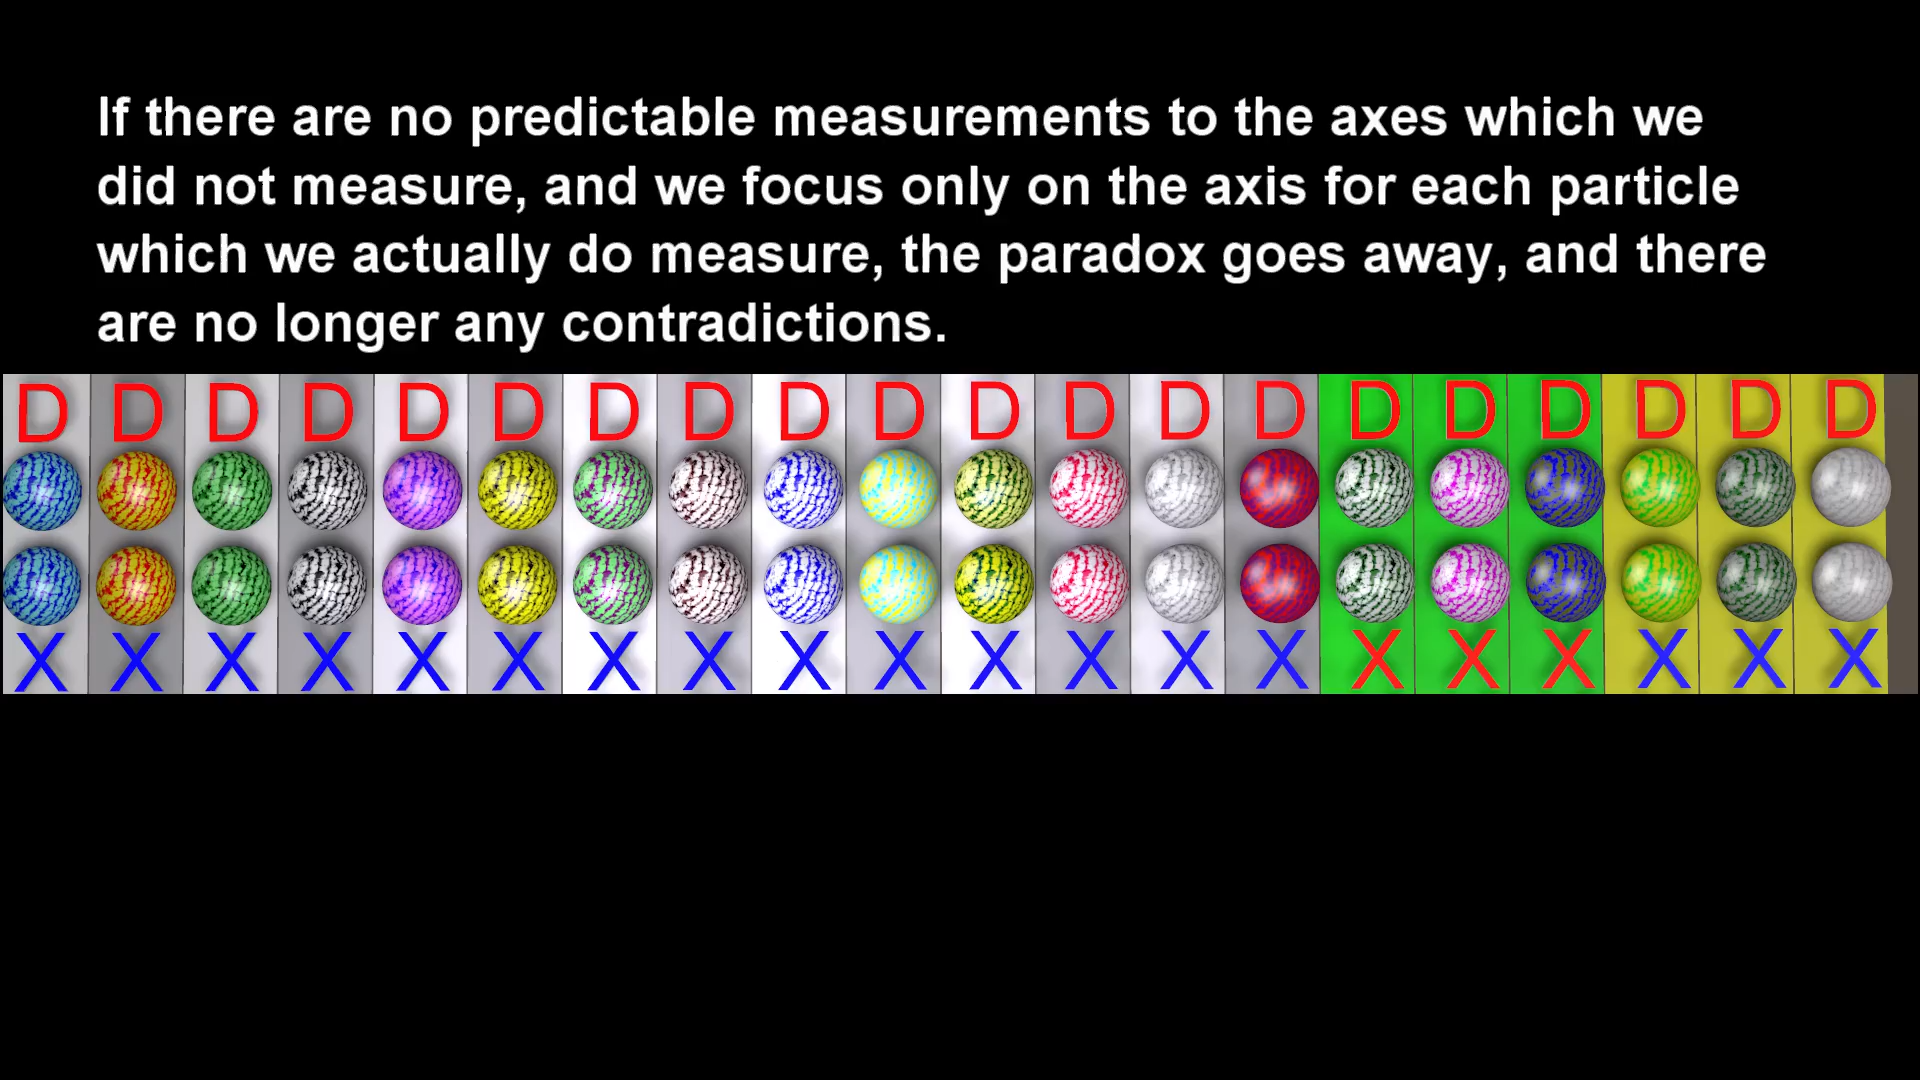 If there are no predictable measurements to the axes which we
did not measure, and we focus only on the axis for each particle
which we actually do measure, the paradox goes away, and there
are no longer any contradictions.
D D D D D D D D D D D D D D D D D D D D
X X X X X X X X X X X X X X X X X X X X